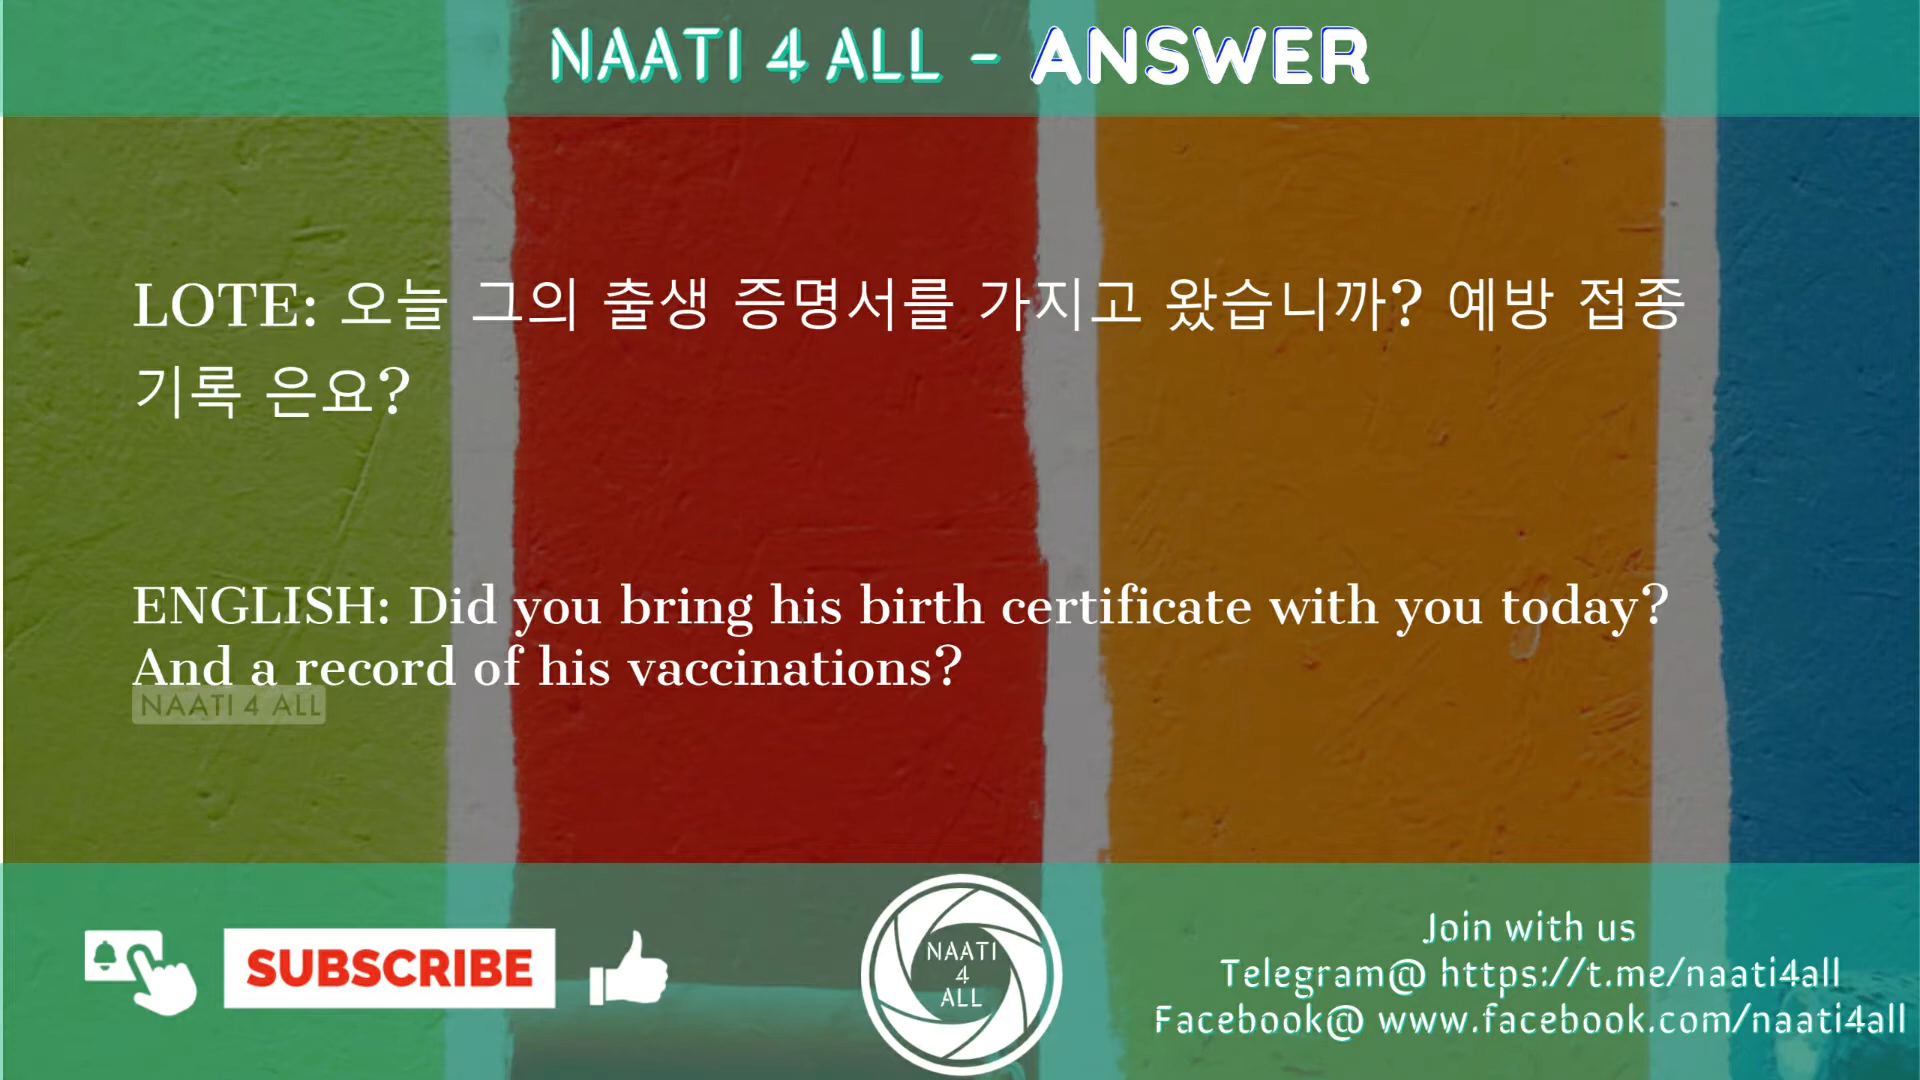 NAATI 4 ALL - ANSWER
LOTE: 오늘 그의 출생 증명서를 가지고 왔습니까? 예방 접종
기록 은요?
ENGLISH: Did you bring his birth certificate with you today?
And a record of his vaccinations?
NAATI 4 ALL
SUBSCRIBE
NAATI
4
ALL
Join with us
Telegram@ https://t.me/naati4all
Facebook@ www.facebook.com/naati4all